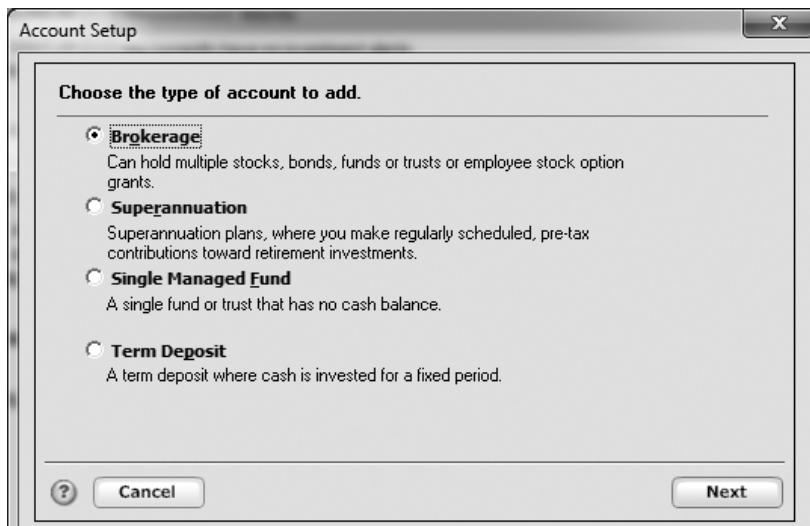 Account Setup
x
Choose the type of account to add.
Brokerage
Can hold multiple stocks, bonds, funds or trusts or employee stock option
grants.
Superannuation
Superannuation plans, where you make regularly scheduled, pre-tax
contributions toward retirement investments.
Single Managed Fund
A single fund or trust that has no cash balance.
Term Deposit
A term deposit where cash is invested for a fixed period.
? Cancel Next